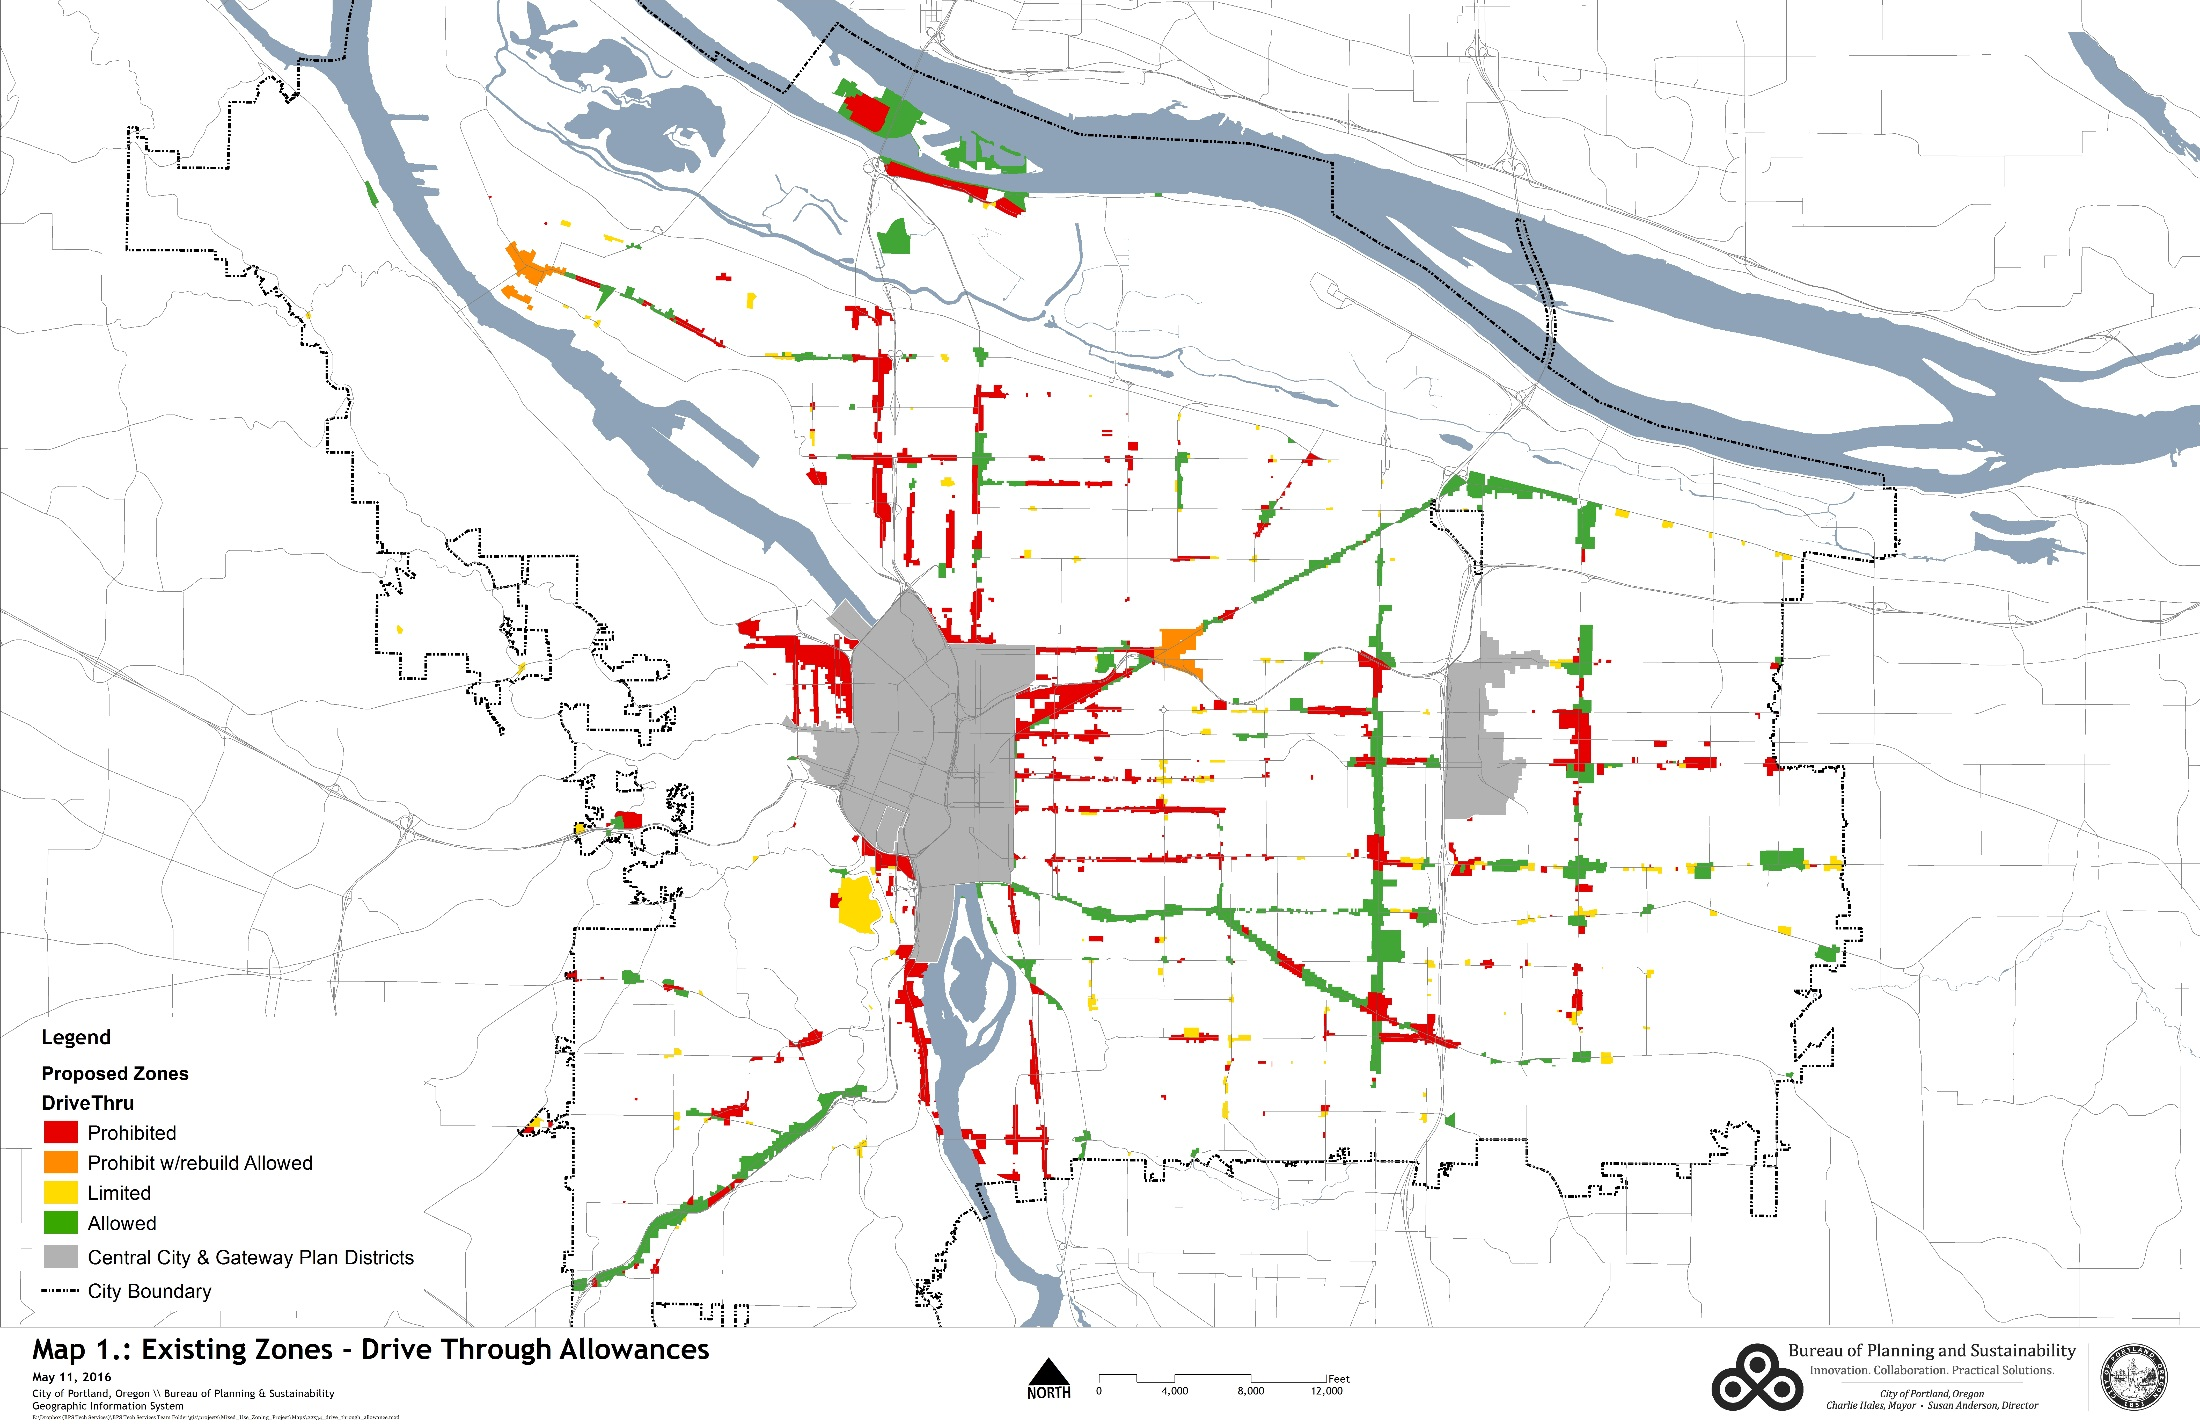 Legend
Proposed Zones
DriveThru
Prohibited
Prohibit w/rebuild Allowed
Limited
Allowed
Central City & Gateway Plan Districts
City Boundary
Map 1.: Existing Zones - Drive Through Allowances
May 11, 2016
City of Portland, Oregon \\ Bureau of Planning & Sustainability
Geographic Information System
NORTH
Feet
0 4,000 8,000 12,000
Bureau of Planning and Sustainability
Innovation. Collaboration. Practical Solutions.
City of Portland, Oregon
Charlie Hales, Mayor • Susan Anderson, Director